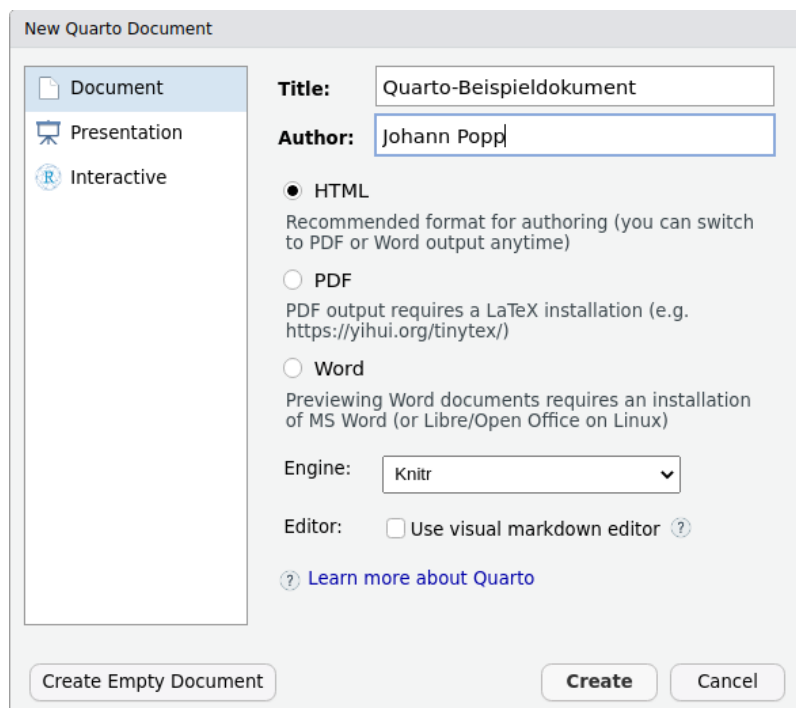 New Quarto Document
Document
Presentation
Interactive
Title: Quarto-Beispieldokument
Author: Johann Popp
HTML
Recommended format for authoring (you can switch
to PDF or Word output anytime)
PDF
PDF output requires a LaTeX installation (e.g.
https://yihui.org/tinytex/)
Word
Previewing Word documents requires an installation
of MS Word (or Libre/Open Office on Linux)
Engine: Knitr
Editor: Use visual markdown editor ?
? Learn more about Quarto
Create Empty Document Create Cancel